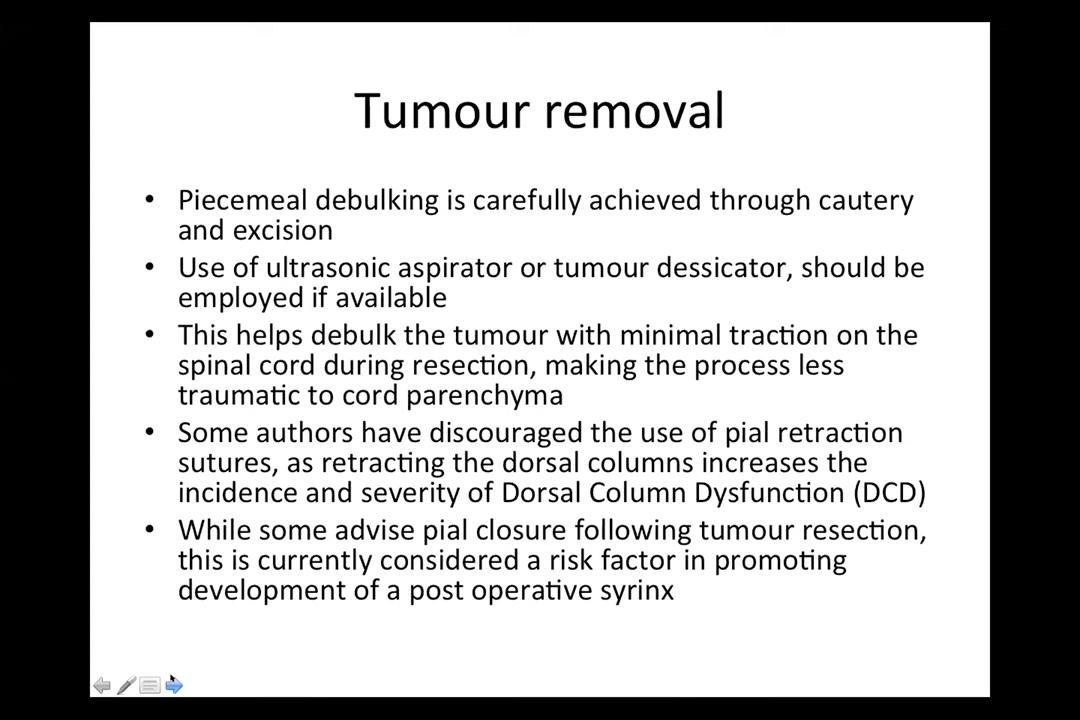 Tumour removal
• Piecemeal debulking is carefully achieved through cautery
and excision
• Use of ultrasonic aspirator or tumour dessicator, should be
employed if available
• This helps debulk the tumour with minimal traction on the
spinal cord during resection, making the process less
traumatic to cord parenchyma
• Some authors have discouraged the use of pial retraction
sutures, as retracting the dorsal columns increases the
incidence and severity of Dorsal Column Dysfunction (DCD)
• While some advise pial closure following tumour resection,
this is currently considered a risk factor in promoting
development of a post operative syrinx